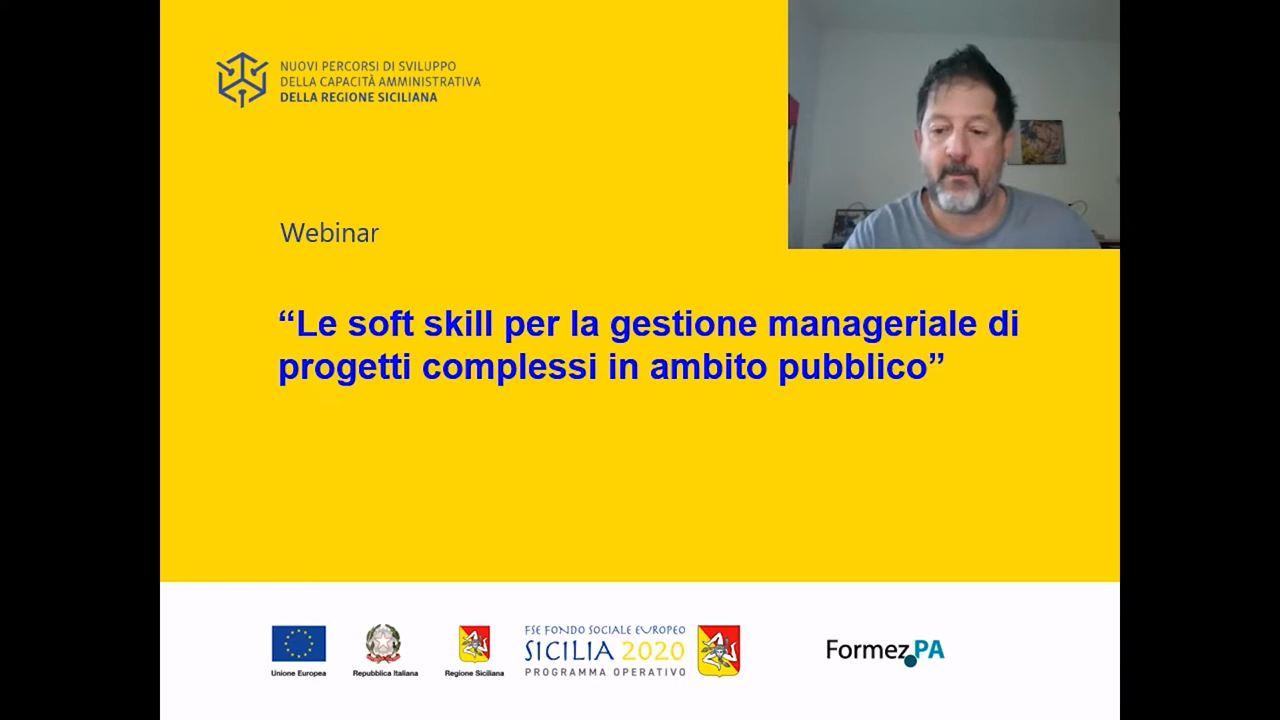 NUOVI PERCORSI DI SVILUPPO
DELLA CAPACITÀ AMMINISTRATIVA
DELLA REGIONE SICILIANA
Webinar
“Le soft skill per la gestione manageriale di
progetti complessi in ambito pubblico”
Unione Europea
Repubblica Italiana
Regione Siciliana
FSE FONDO SOCIALE EUROPEO
SICILIA 2020
PROGRAMMA OPERATIVO
Formez PA